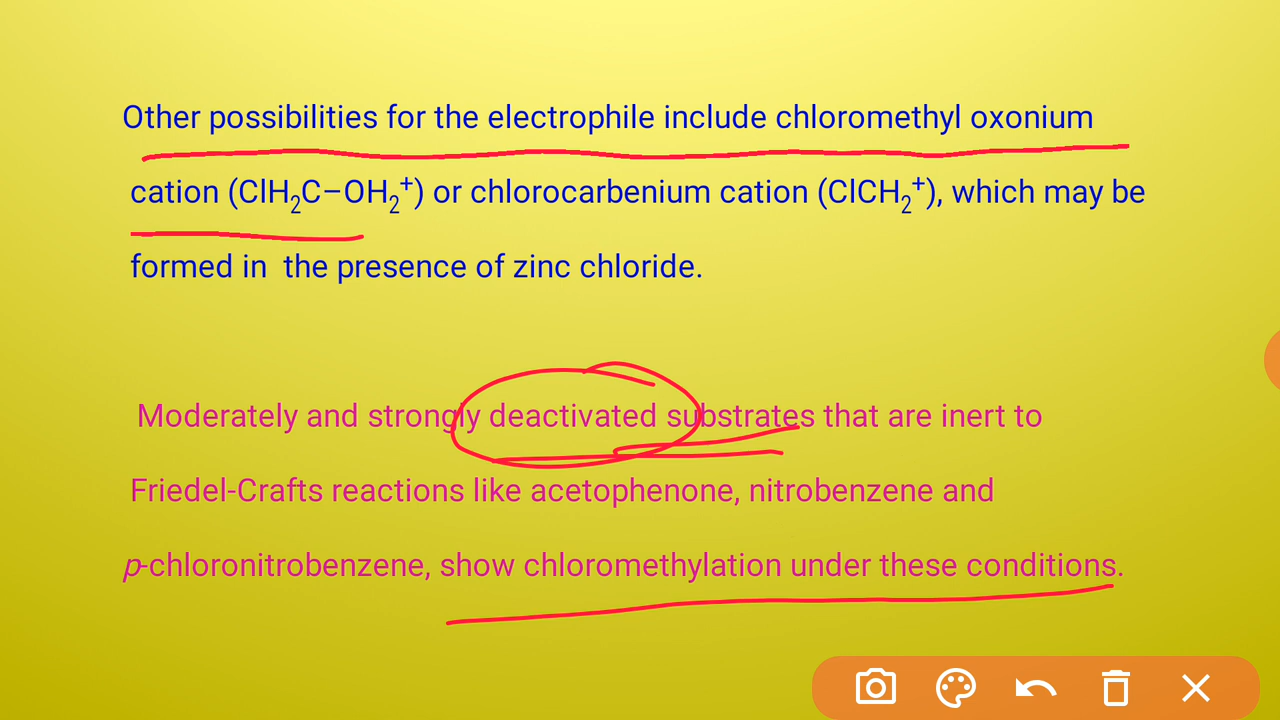 Other possibilities for the electrophile include chloromethyl oxonium
cation (ClH₂C–OH₂⁺) or chlorocarbenium cation (ClCH₂⁺), which may be
formed in the presence of zinc chloride.
Moderately and strongly deactivated substrates that are inert to
Friedel-Crafts reactions like acetophenone, nitrobenzene and
p-chloronitrobenzene, show chloromethylation under these conditions.